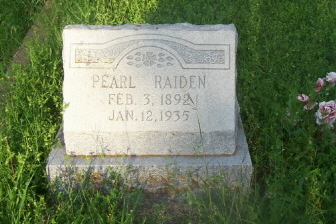 PEARL RAIDEN
FEB. 3, 1892
JAN. 12, 1935